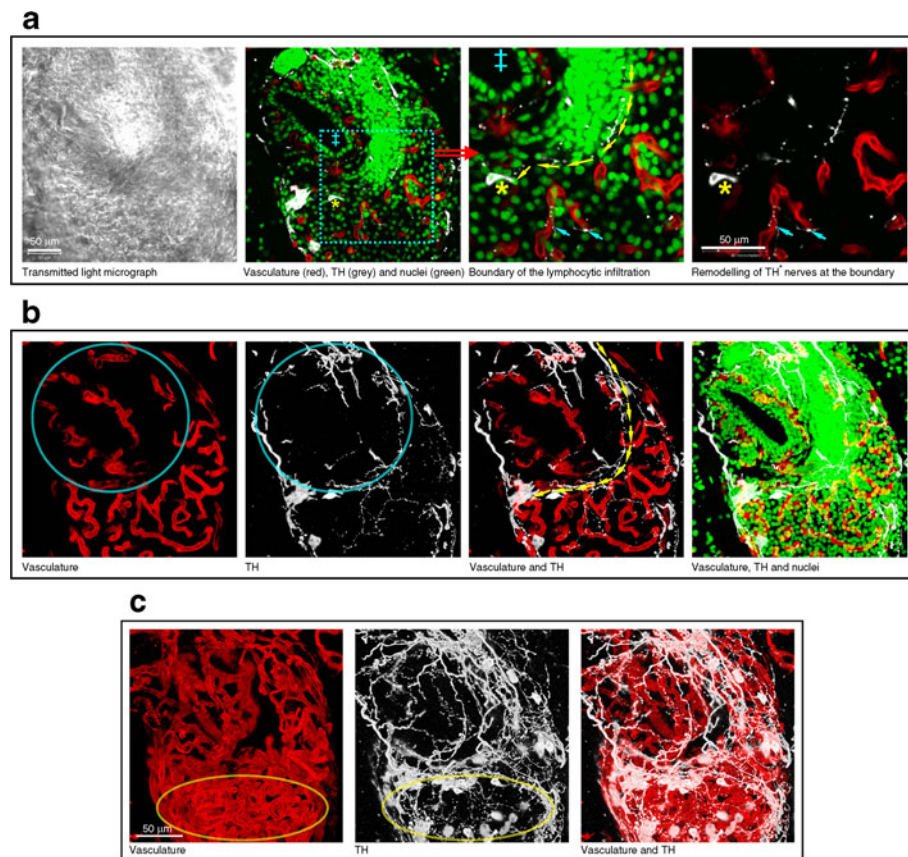 a
50 µm
Transmitted light micrograph
‡
*
Vasculature (red), TH (grey) and nuclei (green)
‡
*
Boundary of the lymphocytic infiltration
*
50 µm
Remodelling of TH+ nerves at the boundary
b
Vasculature
TH
Vasculature and TH
Vasculature, TH and nuclei
c
50 µm
Vasculature
TH
Vasculature and TH